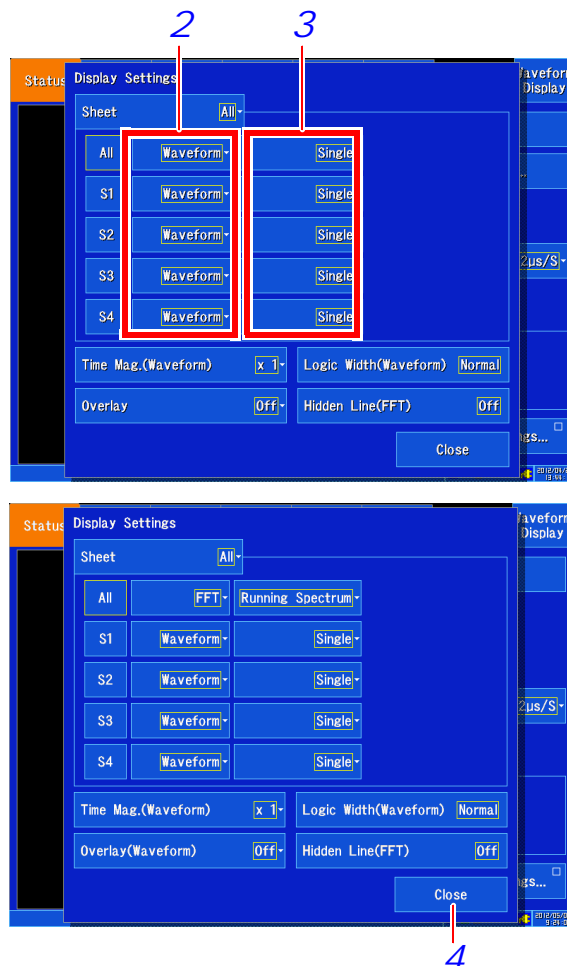 2 3
Status
Display Settings
Waveform
Display
Sheet All
All Waveform Single
S1 Waveform Single
S2 Waveform Single
S3 Waveform Single
S4 Waveform Single
2μs/S
Time Mag.(Waveform) x 1 Logic Width(Waveform) Normal
Overlay Off Hidden Line(FFT) Off
gs...
Close
Status
Display Settings
Waveform
Display
Sheet All
All FFT Running Spectrum
S1 Waveform Single
S2 Waveform Single
2μs/S
S3 Waveform Single
S4 Waveform Single
Time Mag.(Waveform) x 1 Logic Width(Waveform) Normal
Overlay(Waveform) Off Hidden Line(FFT) Off
gs...
Close
4